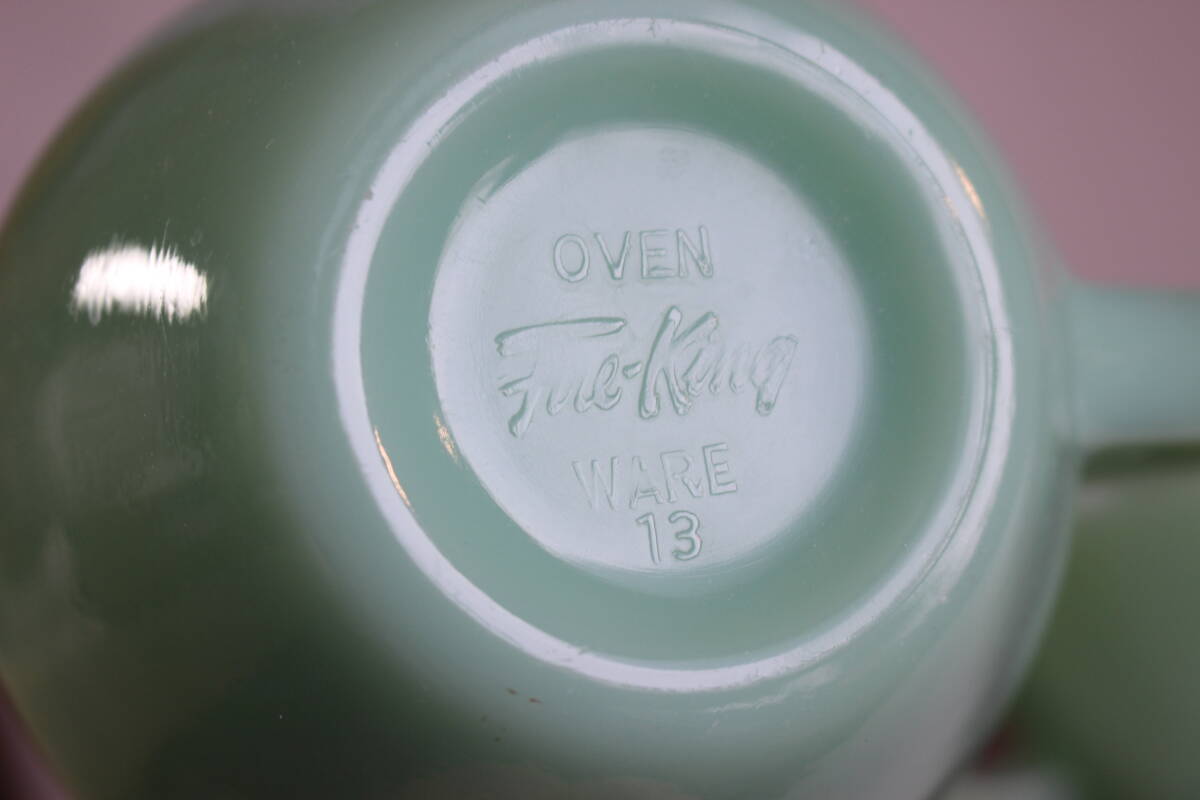 OVEN
Fire-King
WARE
13